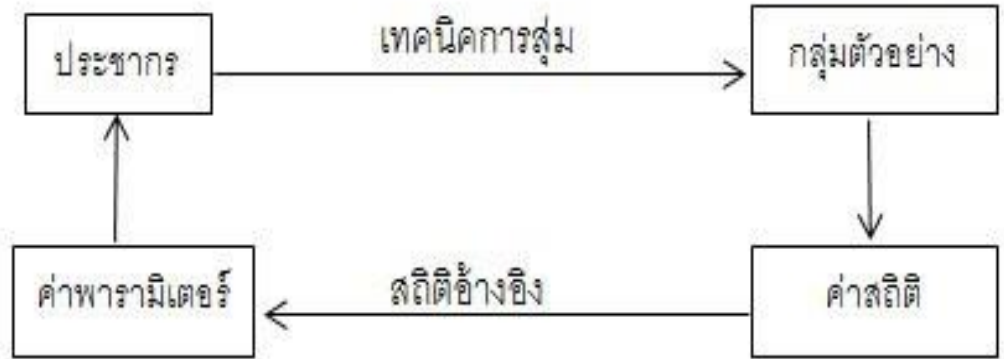 ประชากร
เทคนิคการสุ่ม
กลุ่มตัวอย่าง
ค่าพารามิเตอร์
สถิติอ้างอิง
ค่าสถิติ